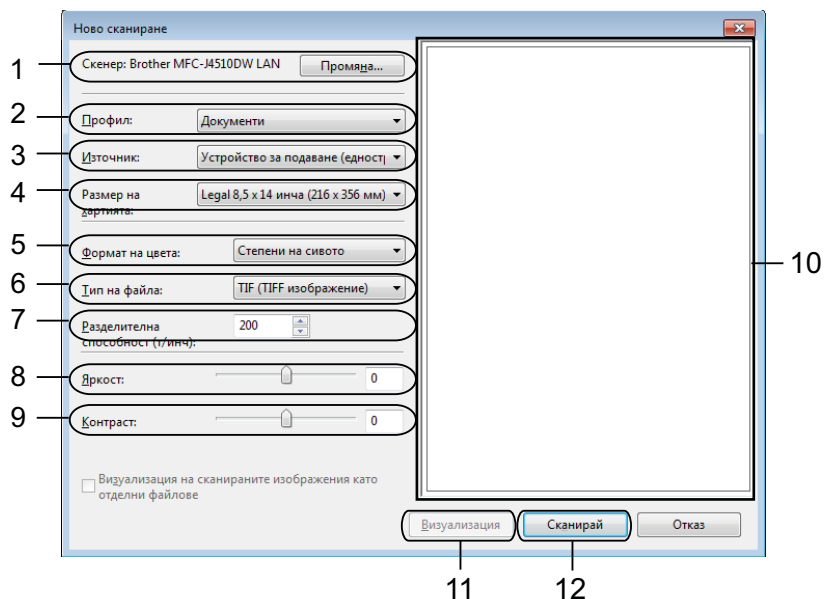 Ново сканиране
1
Скенер: Brother MFC-J4510DW LAN Промяна...
2
Профил: Документи
3
Източник: Устройство за подаване (едност
4
Размер на Legal 8,5 x 14 инча (216 x 356 мм)
хартията:
5
Формат на цвета: Степени на сивото
10
6
Тип на файла: TIF (TIFF изображение)
7
Разделителна 200
способност (т/инч):
8
Яркост: 0
9
Контраст: 0
Визуализация на сканираните изображения като
отделни файлове
Визуализация Сканирай Отказ
11 12